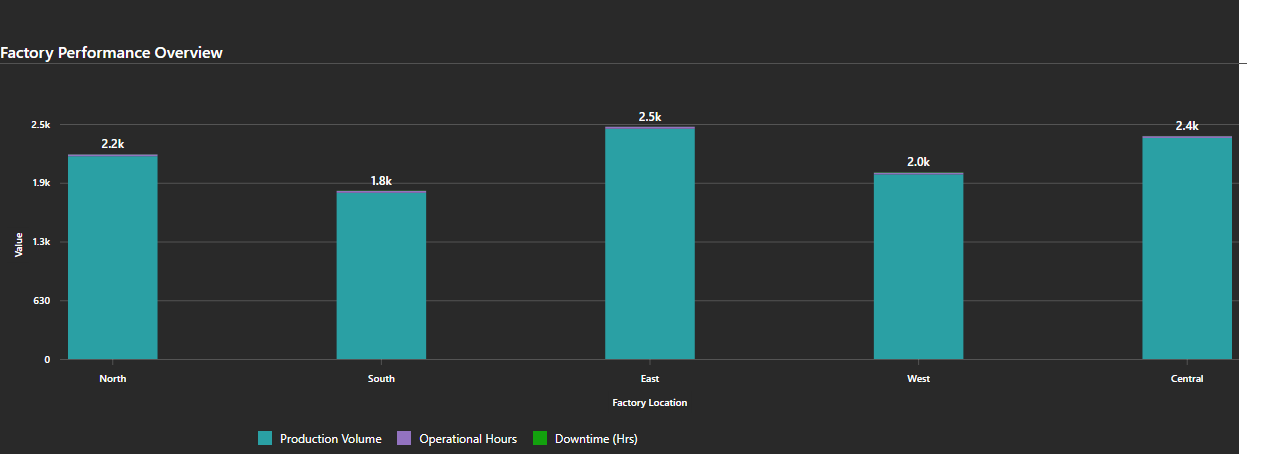 Factory Performance Overview
2.5k
1.9k
1.3k
630
0
Value
2.2k
1.8k
2.5k
2.0k
2.4k
North South East West Central
Factory Location
Production Volume Operational Hours Downtime (Hrs)